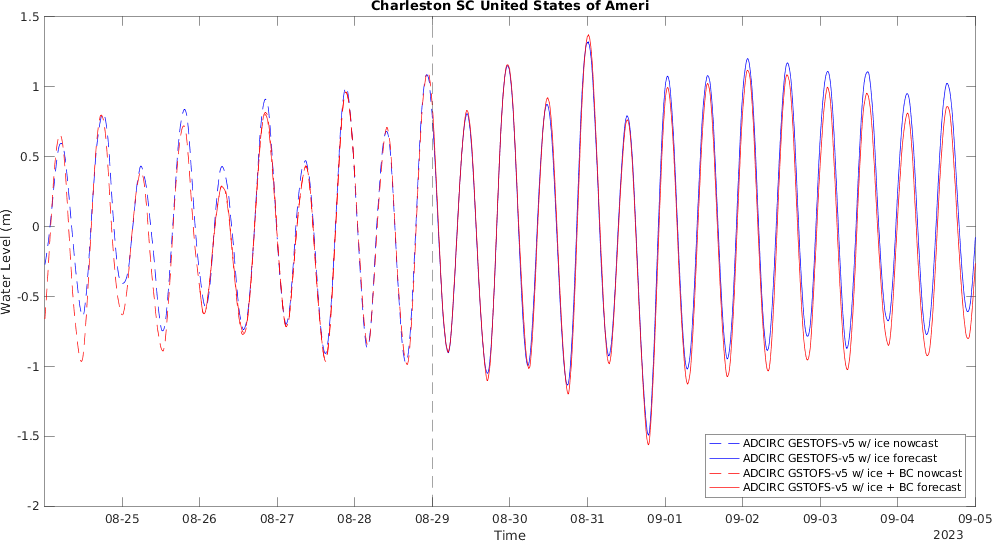 Charleston SC United States of Ameri
1.5
1
0.5
0
-0.5
-1
-1.5
-2
Water Level (m)
08-25 08-26 08-27 08-28 08-29 08-30 08-31 09-01 09-02 09-03 09-04 09-05
Time
2023
ADCIRC GESTOFS-v5 w/ ice nowcast
ADCIRC GESTOFS-v5 w/ ice forecast
ADCIRC GSTOFS-v5 w/ ice + BC nowcast
ADCIRC GSTOFS-v5 w/ ice + BC forecast